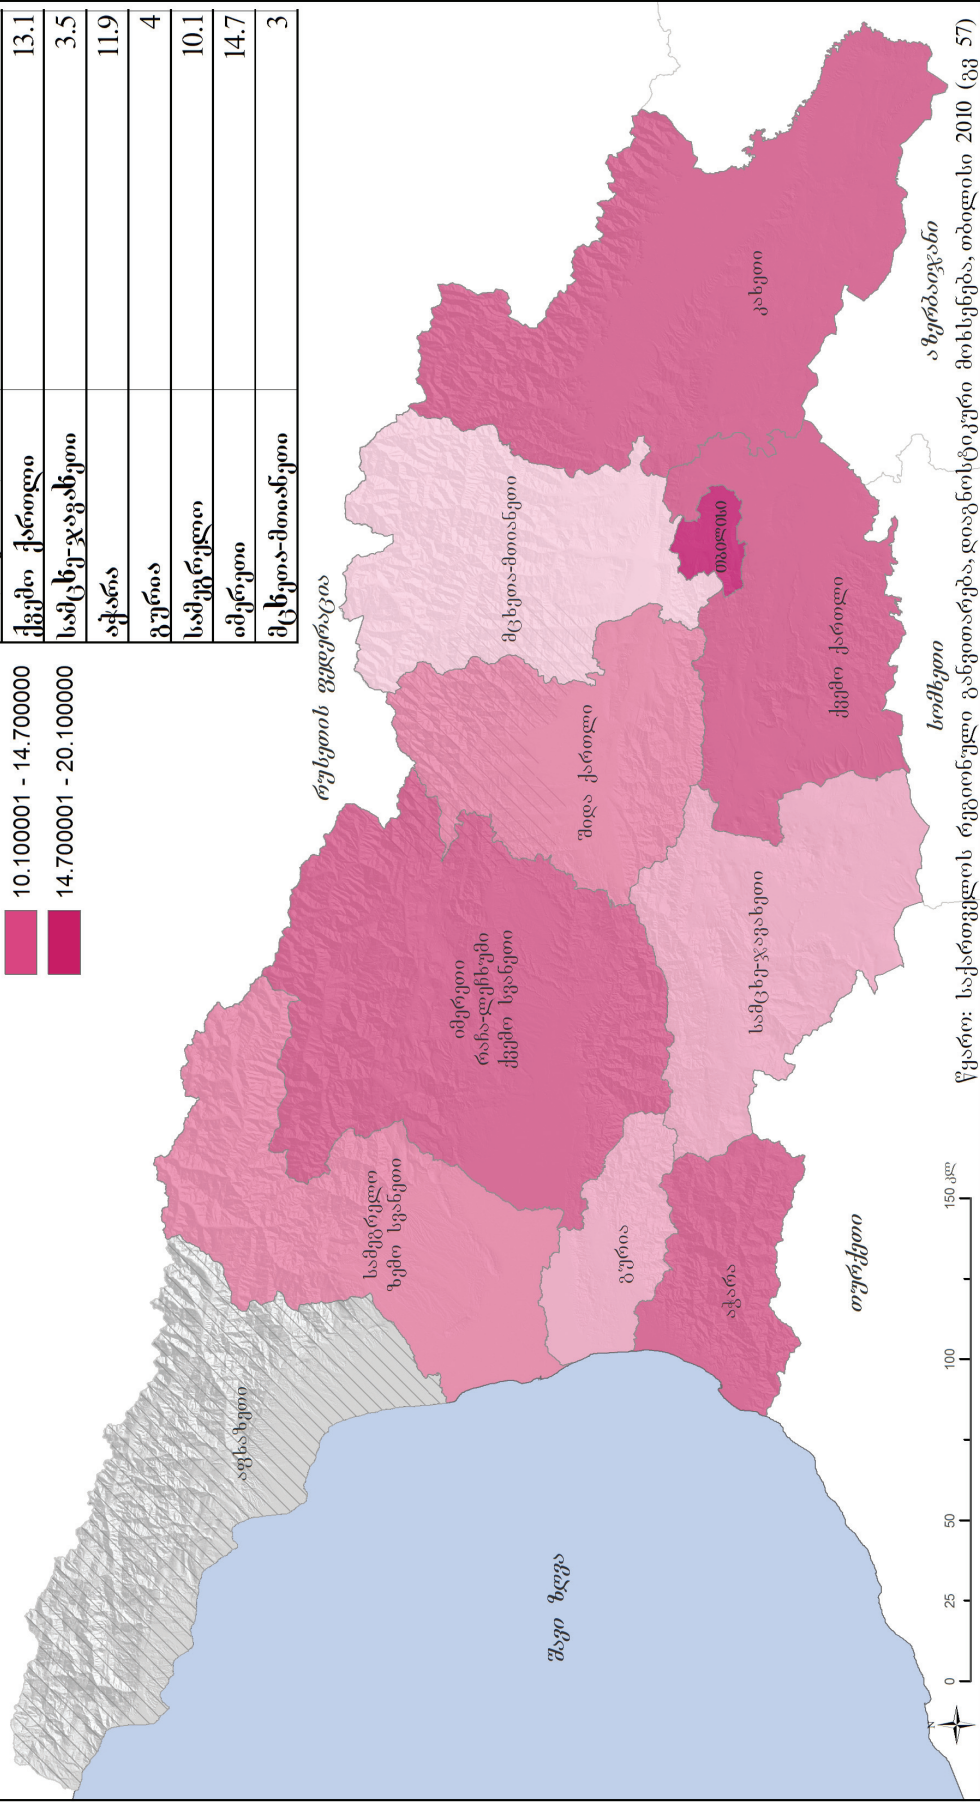 10.100001 - 14.700000
14.700001 - 20.100000
ქვემო ქართლი 13.1
სამცხე-ჯავახეთი 3.5
აჭარა 11.9
გურია 4
სამეგრელო 10.1
იმერეთი 14.7
მცხეთა-მთიანეთი 3
რუსეთის ფედერაცია
აფხაზეთი
სამეგრელო
ზემო სვანეთი
იმერეთი
რაჭა-ლეჩხუმი
ქვემო სვანეთი
მცხეთა-მთიანეთი
შიდა ქართლი
შავი ზღვა
გურია
აჭარა
სამცხე-ჯავახეთი
თბილისი
კახეთი
ქვემო ქართლი
თურქეთი
სომხეთი
აზერბაიჯანი
N
0 25 50 100 150 კმ
წყარო: საქართველოს რეგიონული განვითარება, დიაგნოსტიკური მოხსენება, თბილისი 2010 (გვ 57)